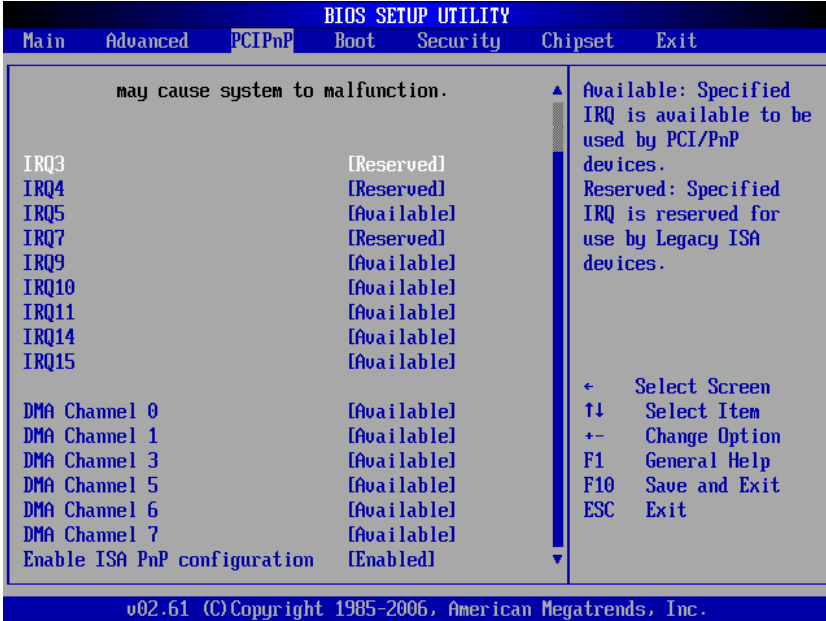 BIOS SETUP UTILITY
Main Advanced PCIPnP Boot Security Chipset Exit
may cause system to malfunction.
IRQ3 [Reserved]
IRQ4 [Reserved]
IRQ5 [Available]
IRQ7 [Reserved]
IRQ9 [Available]
IRQ10 [Available]
IRQ11 [Available]
IRQ14 [Available]
IRQ15 [Available]
DMA Channel 0 [Available]
DMA Channel 1 [Available]
DMA Channel 3 [Available]
DMA Channel 5 [Available]
DMA Channel 6 [Available]
DMA Channel 7 [Available]
Enable ISA PnP configuration [Enabled]
Available: Specified
IRQ is available to be
used by PCI/PnP
devices.
Reserved: Specified
IRQ is reserved for
use by Legacy ISA
devices.
← Select Screen
↑↓ Select Item
+- Change Option
F1 General Help
F10 Save and Exit
ESC Exit
v02.61 (C)Copyright 1985-2006, American Megatrends, Inc.